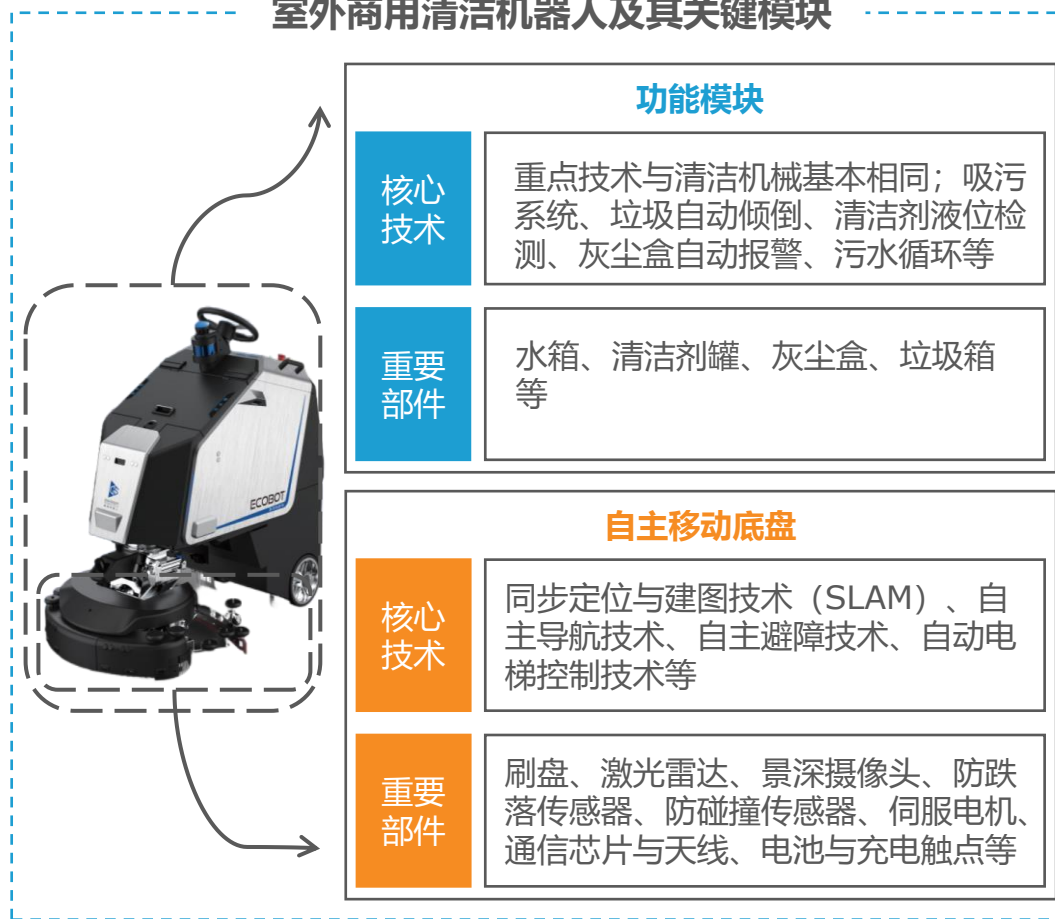 室外商用清洁机器人及其关键模块
功能模块
核心
技术
重点技术与清洁机械基本相同；吸污
系统、垃圾自动倾倒、清洁剂液位检
测、灰尘盒自动报警、污水循环等
重要
部件
水箱、清洁剂罐、灰尘盒、垃圾箱
等
ECOBOT
自主移动底盘
核心
技术
同步定位与建图技术（SLAM）、自
主导航技术、自主避障技术、自动电
梯控制技术等
重要
部件
刷盘、激光雷达、景深摄像头、防跌
落传感器、防碰撞传感器、伺服电机、
通信芯片与天线、电池与充电触点等